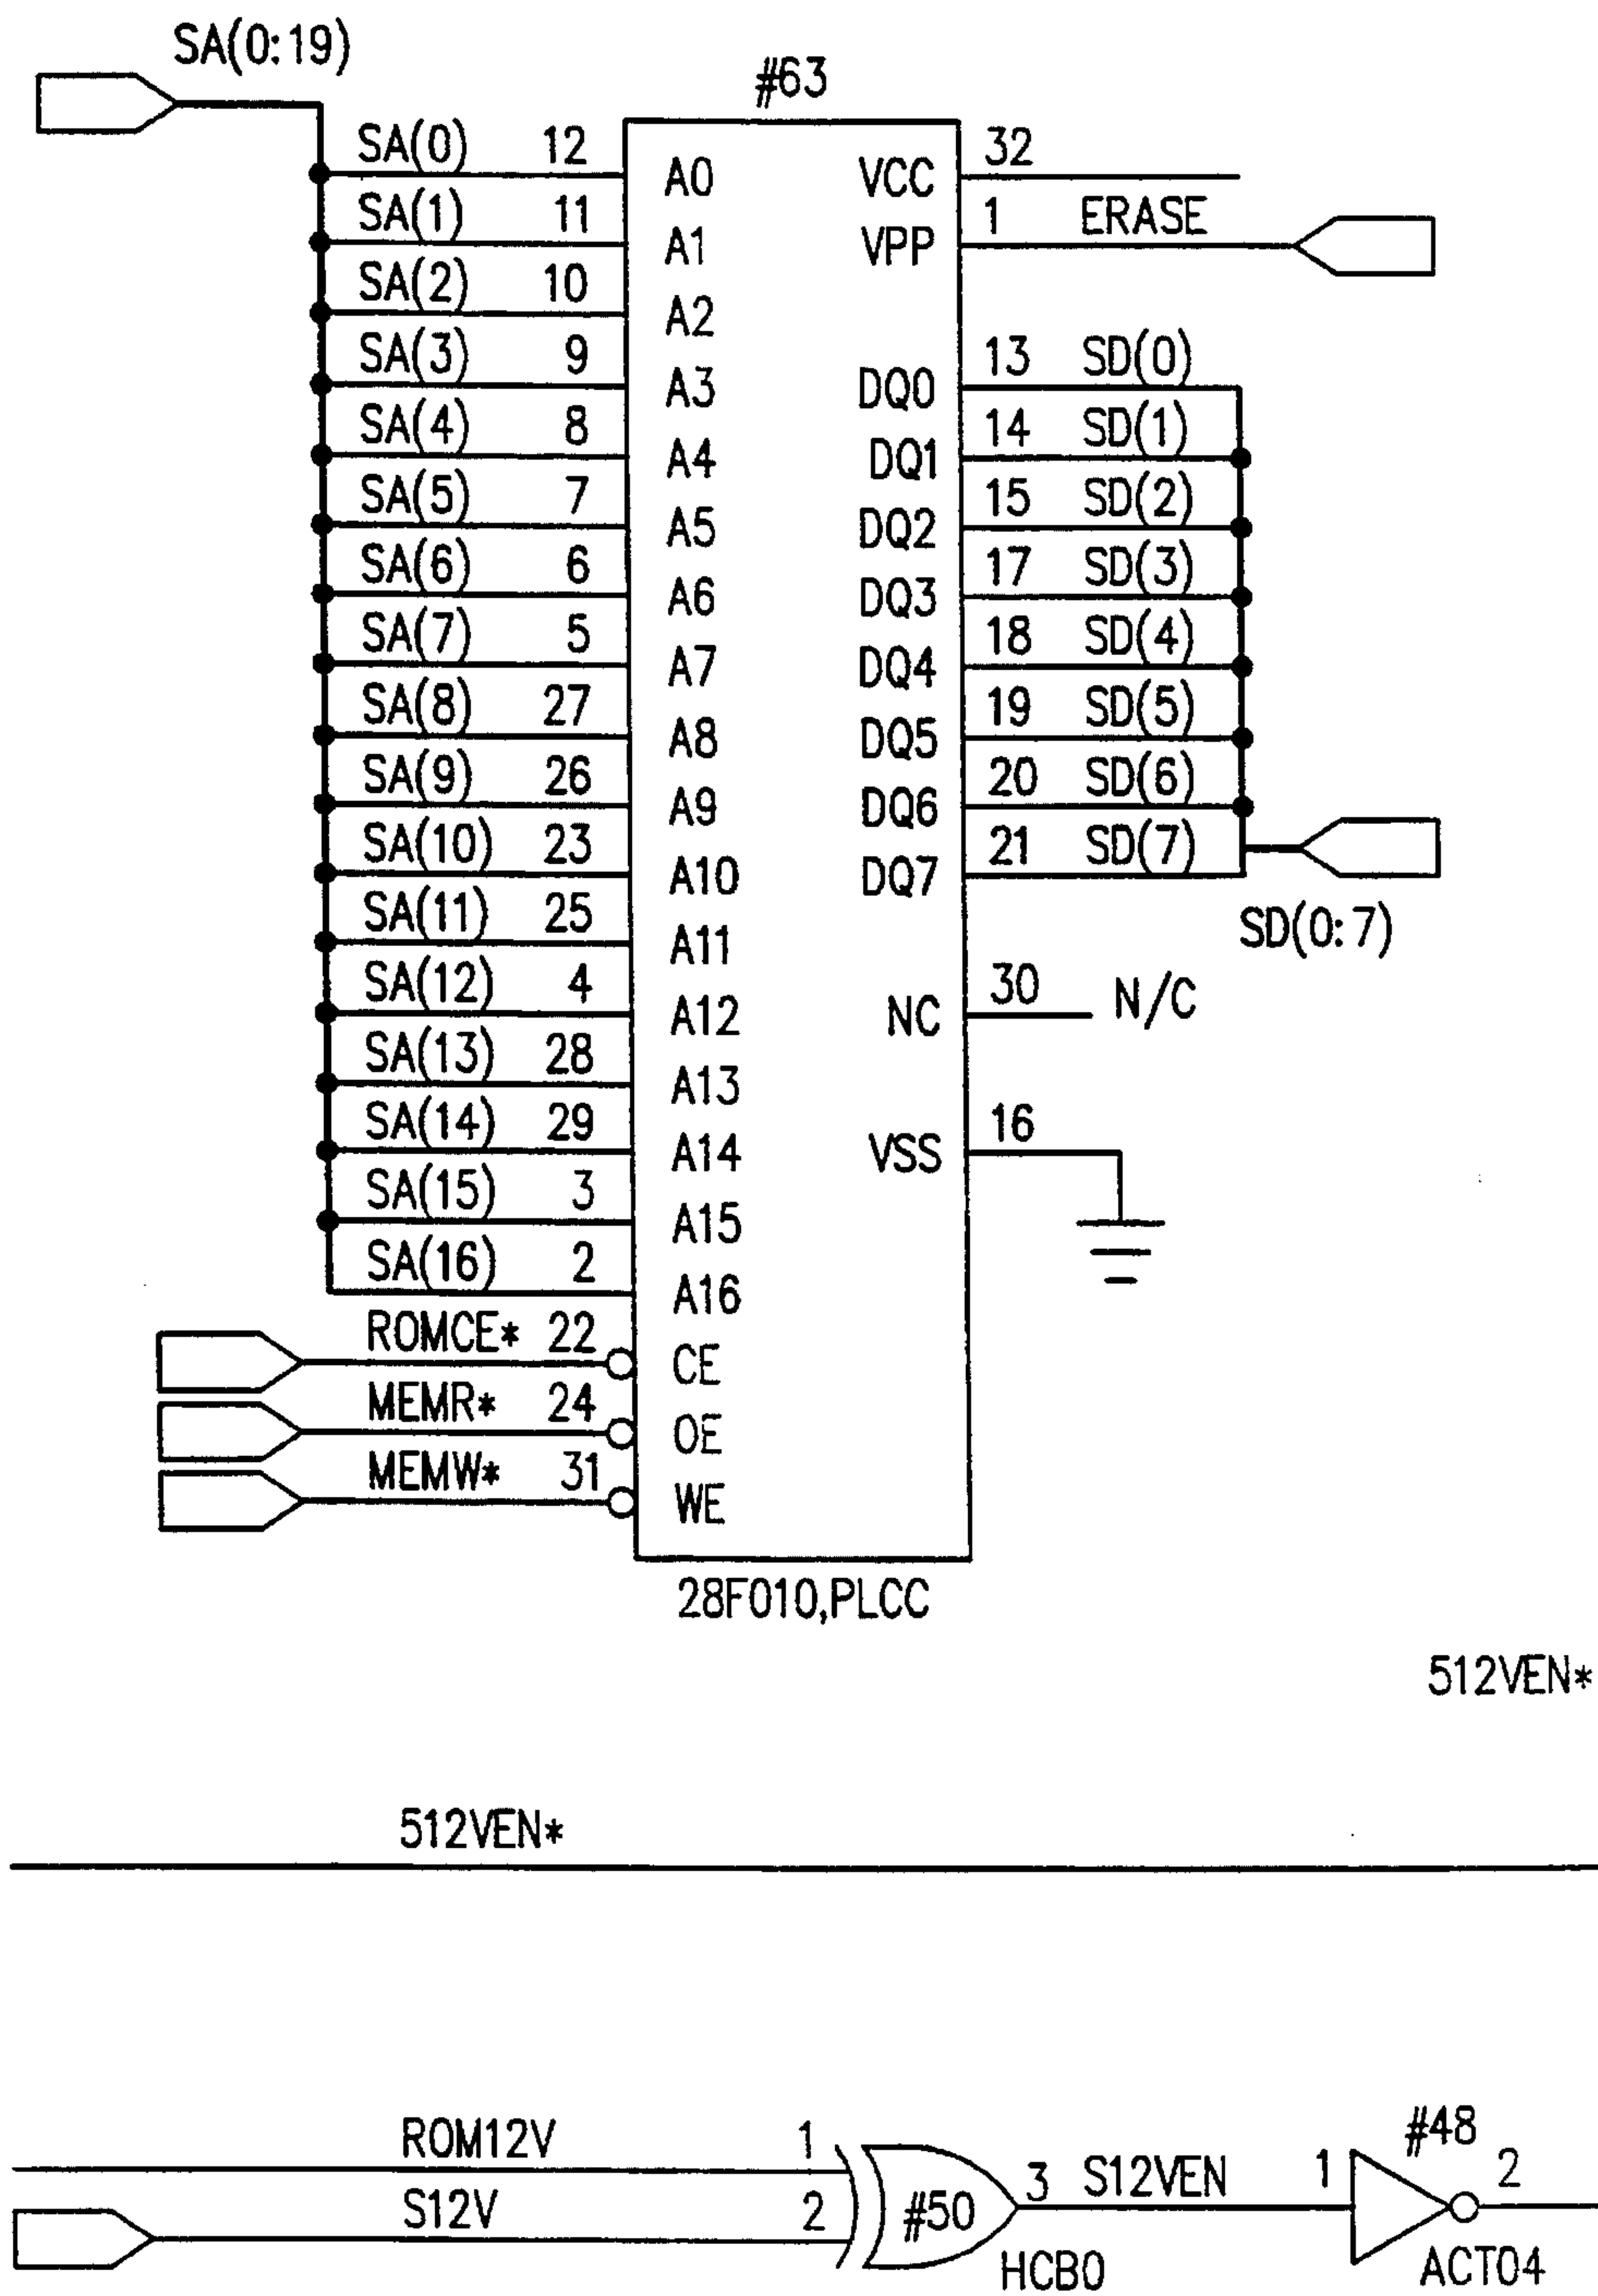 SA(0:19)
#63
SA(0) 12 A0 VCC 32
SA(1) 11 A1 VPP 1 ERASE
SA(2) 10 A2
SA(3) 9 A3 DQ0 13 SD(0)
SA(4) 8 A4 DQ1 14 SD(1)
SA(5) 7 A5 DQ2 15 SD(2)
SA(6) 6 A6 DQ3 17 SD(3)
SA(7) 5 A7 DQ4 18 SD(4)
SA(8) 27 A8 DQ5 19 SD(5)
SA(9) 26 A9 DQ6 20 SD(6)
SA(10) 23 A10 DQ7 21 SD(7)
SA(11) 25 A11 SD(0:7)
SA(12) 4 A12 NC 30 N/C
SA(13) 28 A13
SA(14) 29 A14 VSS 16
SA(15) 3 A15
SA(16) 2 A16
ROMCE* 22 CE
MEMR* 24 OE
MEMW* 31 WE
28F010,PLCC
512VEN*
512VEN*
ROM12V 1
S12V 2 #50 3 S12VEN 1 #48 2
HCB0 ACT04